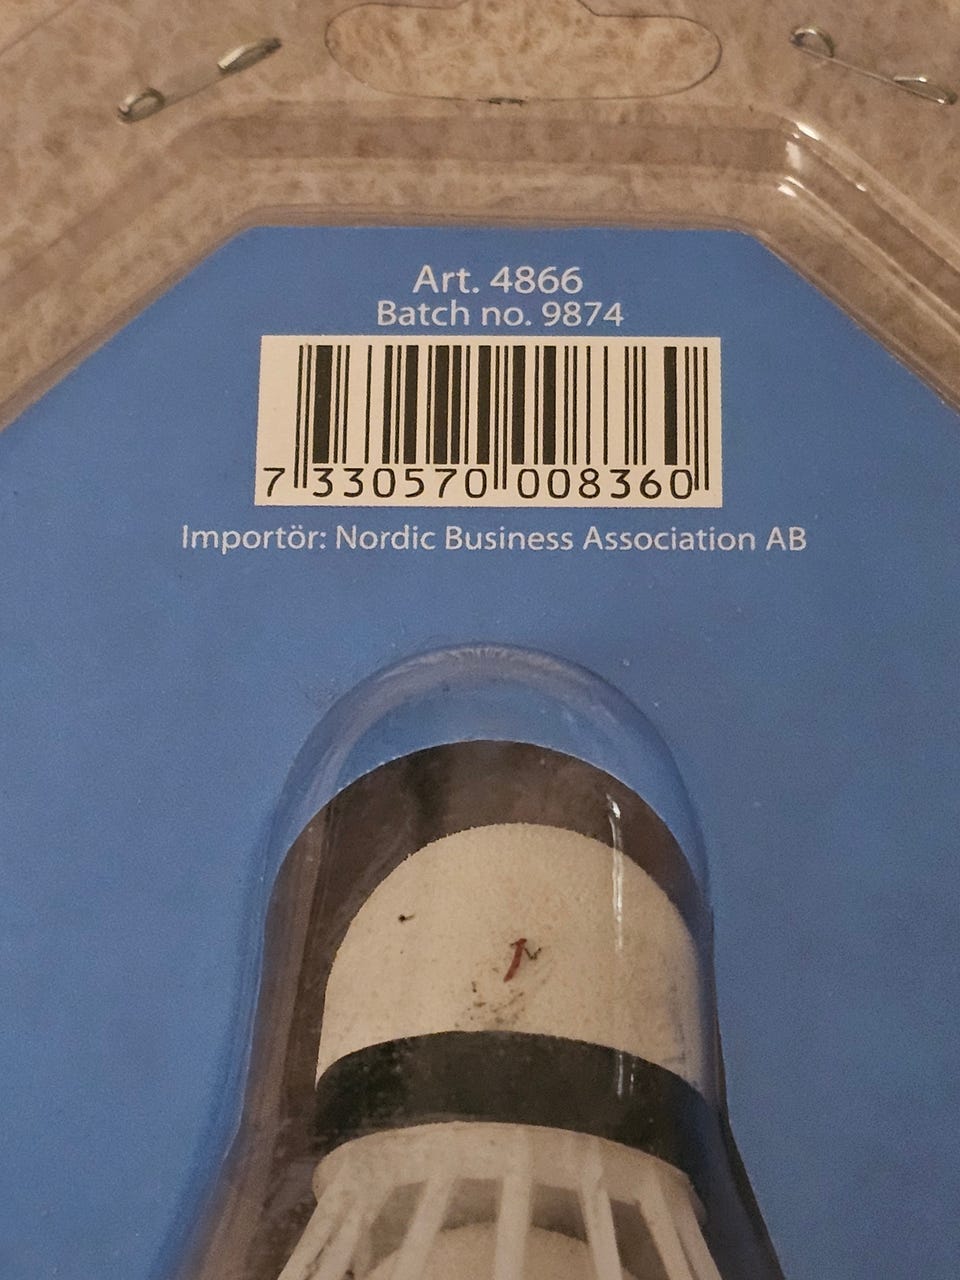 Art. 4866
Batch no. 9874
7 330570 008360
Importör: Nordic Business Association AB